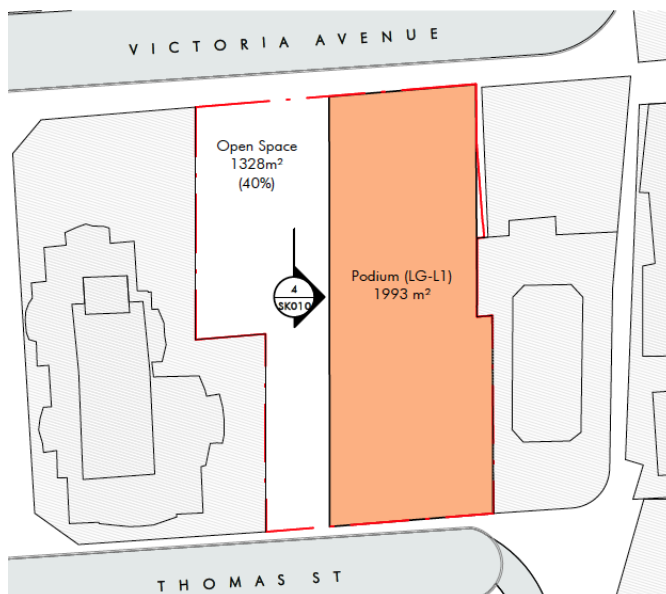 VICTORIA AVENUE
Open Space
1328m²
(40%)
4
SK010
Podium (LG-L1)
1993 m²
THOMAS ST